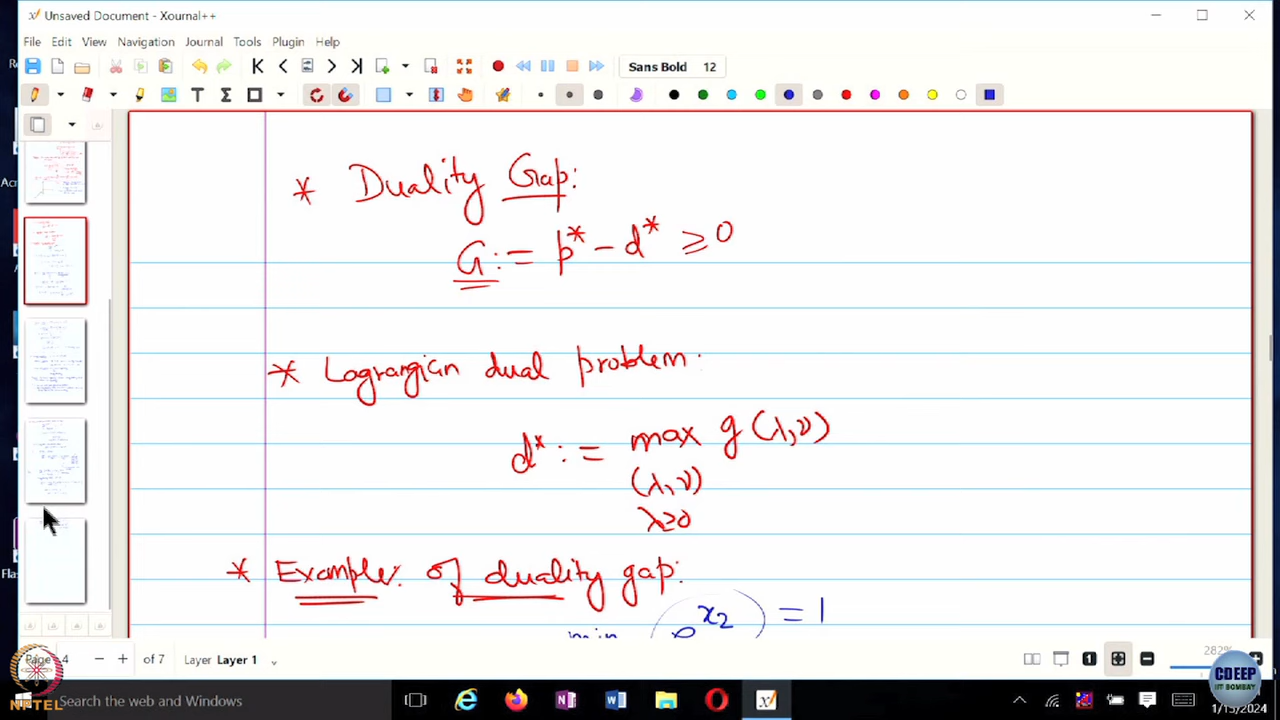 Unsaved Document - Xournal++
File Edit View Navigation Journal Tools Plugin Help
Sans Bold 12
* Duality Gap:
G := p* - d* ≥ 0
* Lagrangian dual problem:
d* := max g(λ,ν)
(λ,ν)
λ≥0
* Example: of duality gap:
min e^x2 = 1
Page 4 of 7 Layer Layer 1 282%
NPTEL
CDEEP
IIT BOMBAY
Search the web and Windows
1/15/2024